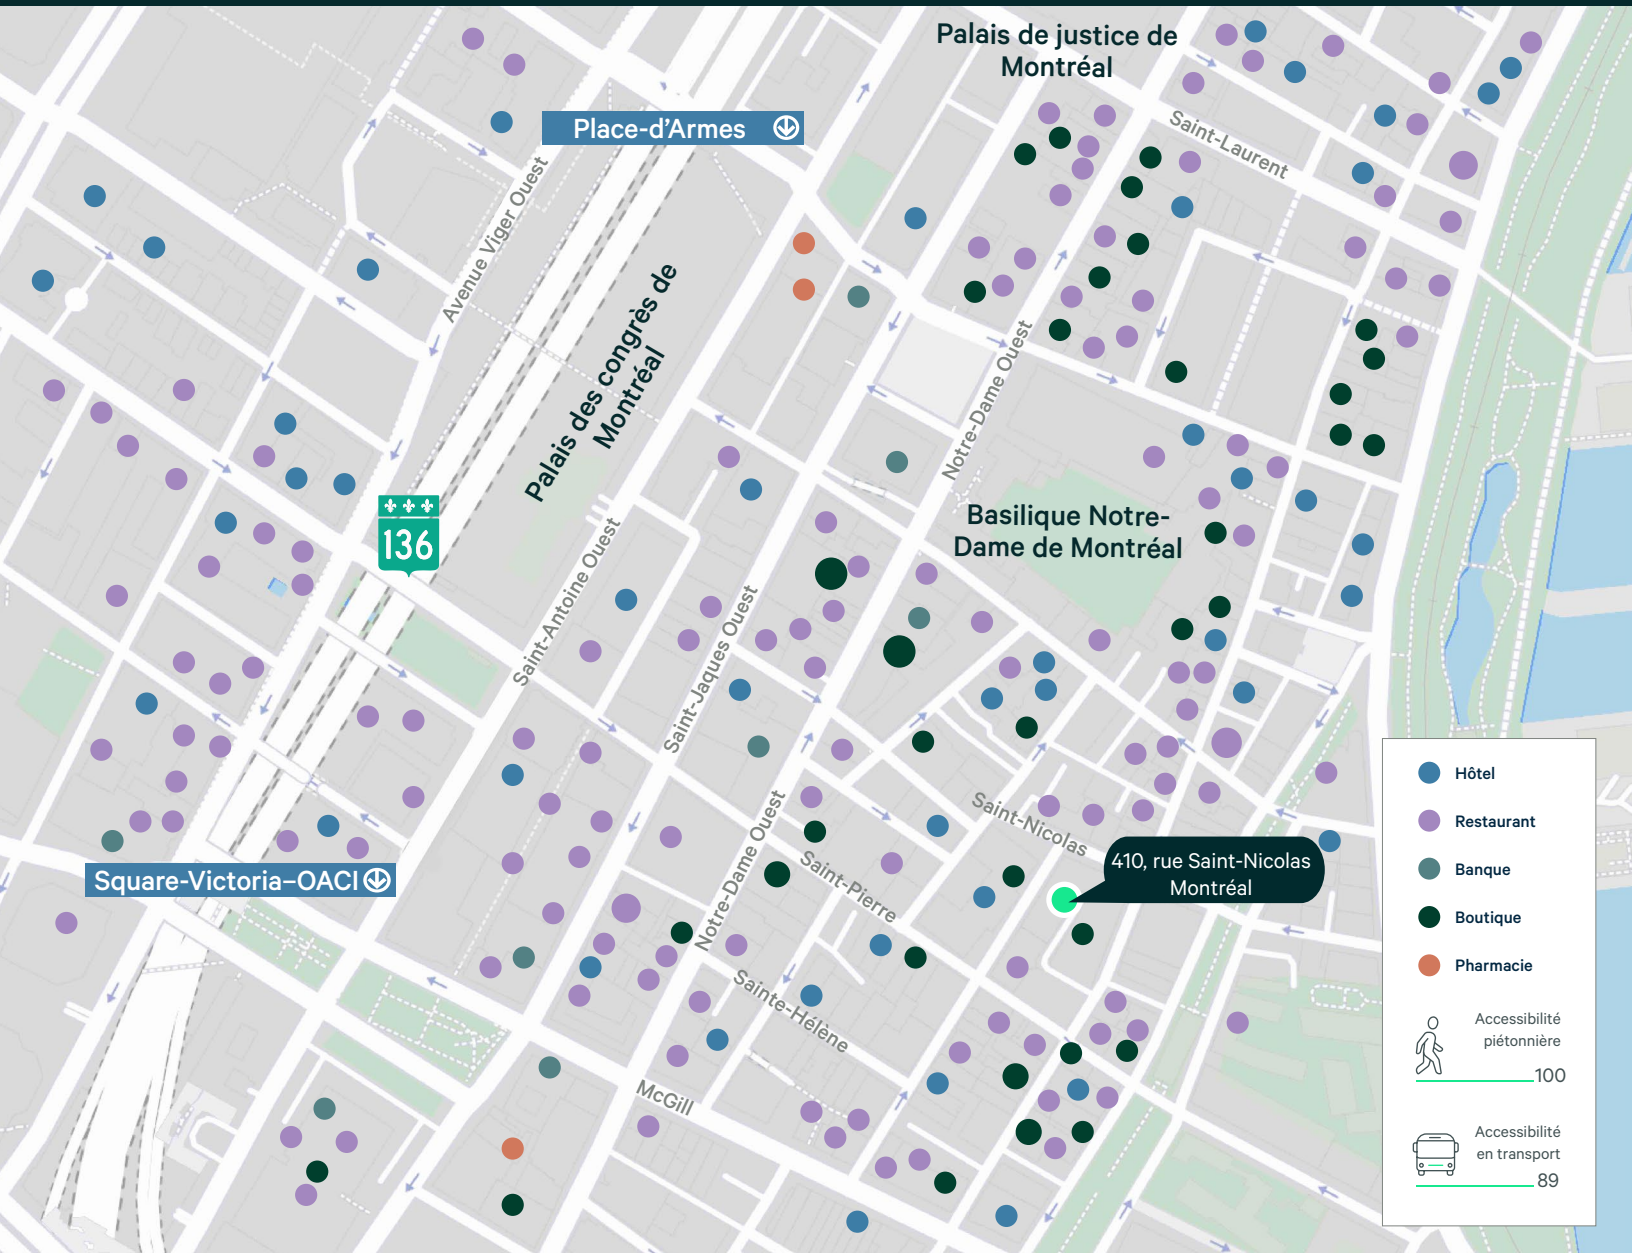 Palais de justice de
Montréal
Place-d'Armes
Saint-Laurent
Avenue Viger Ouest
Palais des congrès de
Montréal
Notre-Dame Ouest
136
Basilique Notre-
Dame de Montréal
Saint-Antoine Ouest
Saint-Jaques Ouest
Saint-Nicolas
Notre-Dame Ouest
410, rue Saint-Nicolas
Montréal
Saint-Pierre
Square-Victoria–OACI
Sainte-Hélène
McGill
Hôtel
Restaurant
Banque
Boutique
Pharmacie
Accessibilité
piétonnière
100
Accessibilité
en transport
89